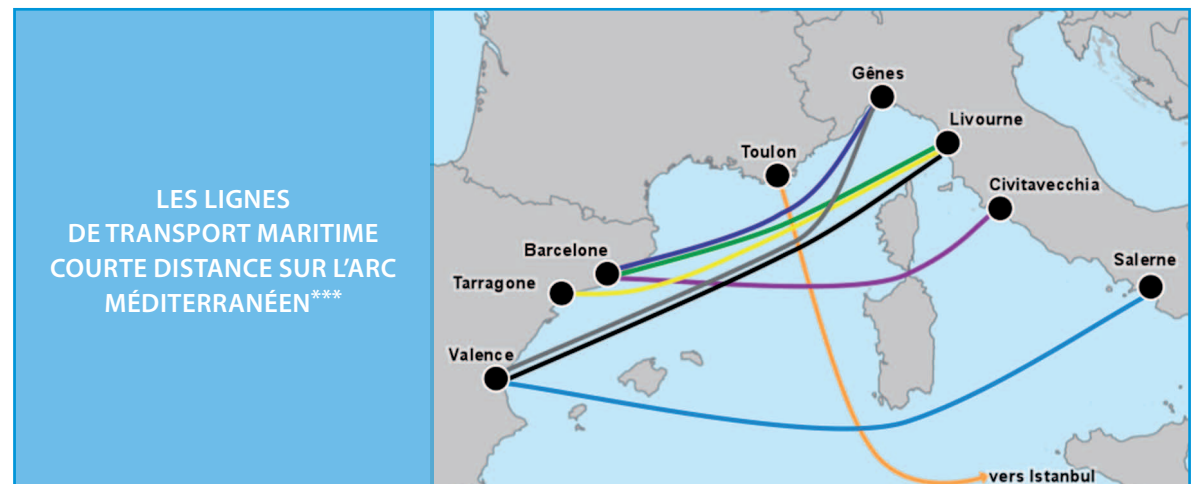 LES LIGNES
DE TRANSPORT MARITIME
COURTE DISTANCE SUR L’ARC
MÉDITERRANÉEN***
Gênes
Livourne
Toulon
Civitavecchia
Barcelone
Salerne
Tarragone
Valence
vers Istanbul